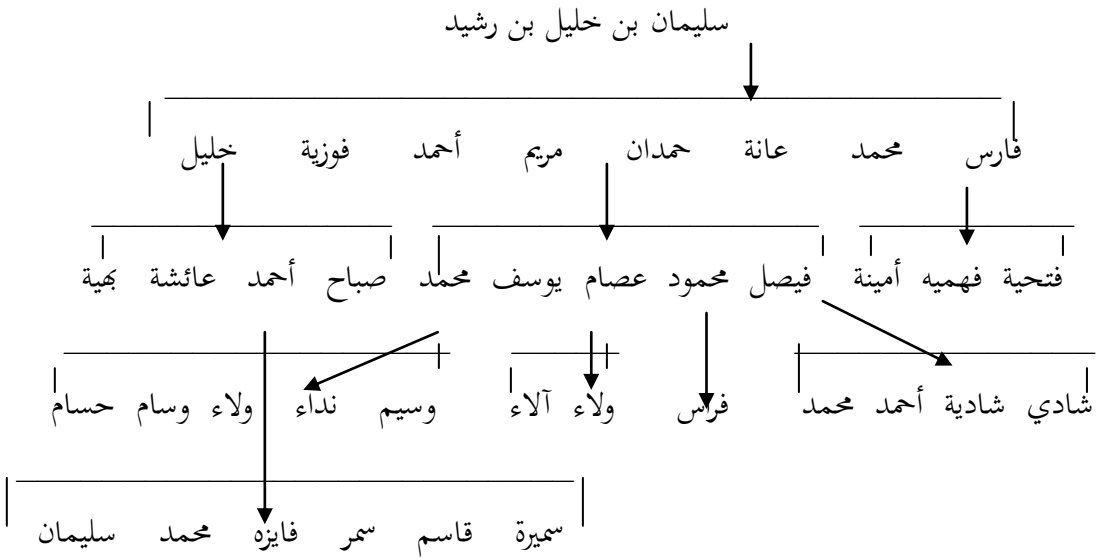 سليمان بن خليل بن رشيد
فارس محمد عانة حمدان مريم أحمد فوزية خليل
فتحية فهميه أمينة فيصل محمود عصام يوسف محمد صباح أحمد عائشة بهية
شادي شادية أحمد محمد فراس ولاء آلاء وسيم نداء ولاء وسام حسام
سميرة قاسم سمر فايزه محمد سليمان